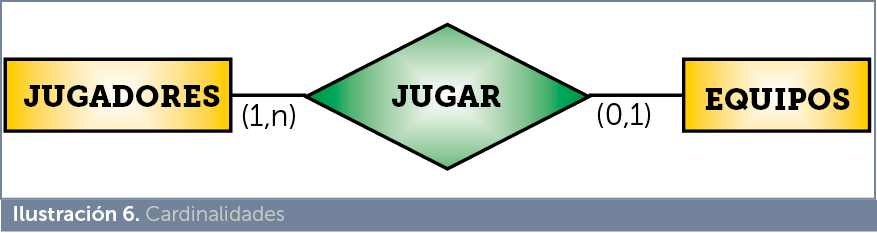 JUGADORES
(1,n)
JUGAR
(0,1)
EQUIPOS
Ilustración 6. Cardinalidades